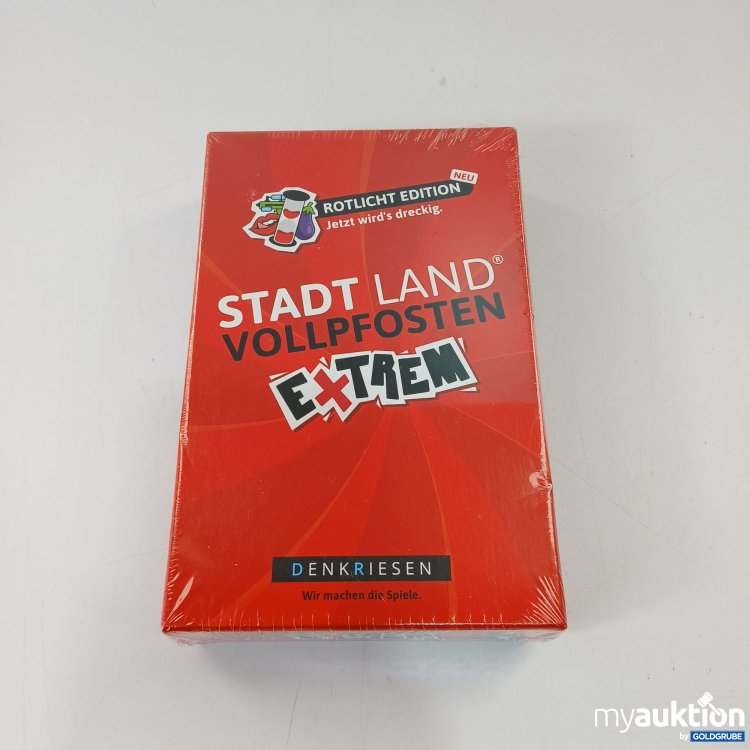 NEU
ROTLICHT EDITION
Jetzt wird's dreckig.
STADT LAND®
VOLLPFOSTEN
EXTREM
DENKRIESEN
Wir machen die Spiele.
myauktion
by GOLDGRUBE